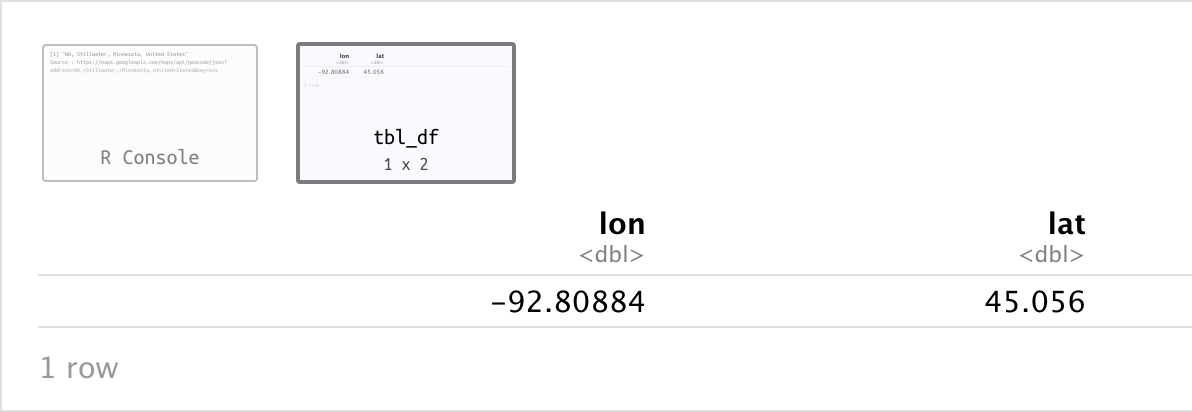 [1] "NA, Stillwater, Minnesota, United States"
Source : https://maps.googleapis.com/maps/api/geocode/json?
address=NA,+Stillwater,+Minnesota,+United+States&key=xxx
R Console
lon lat
<dbl> <dbl>
-92.80884 45.056
1 row
tbl_df
1 x 2
lon lat
<dbl> <dbl>
-92.80884 45.056
1 row